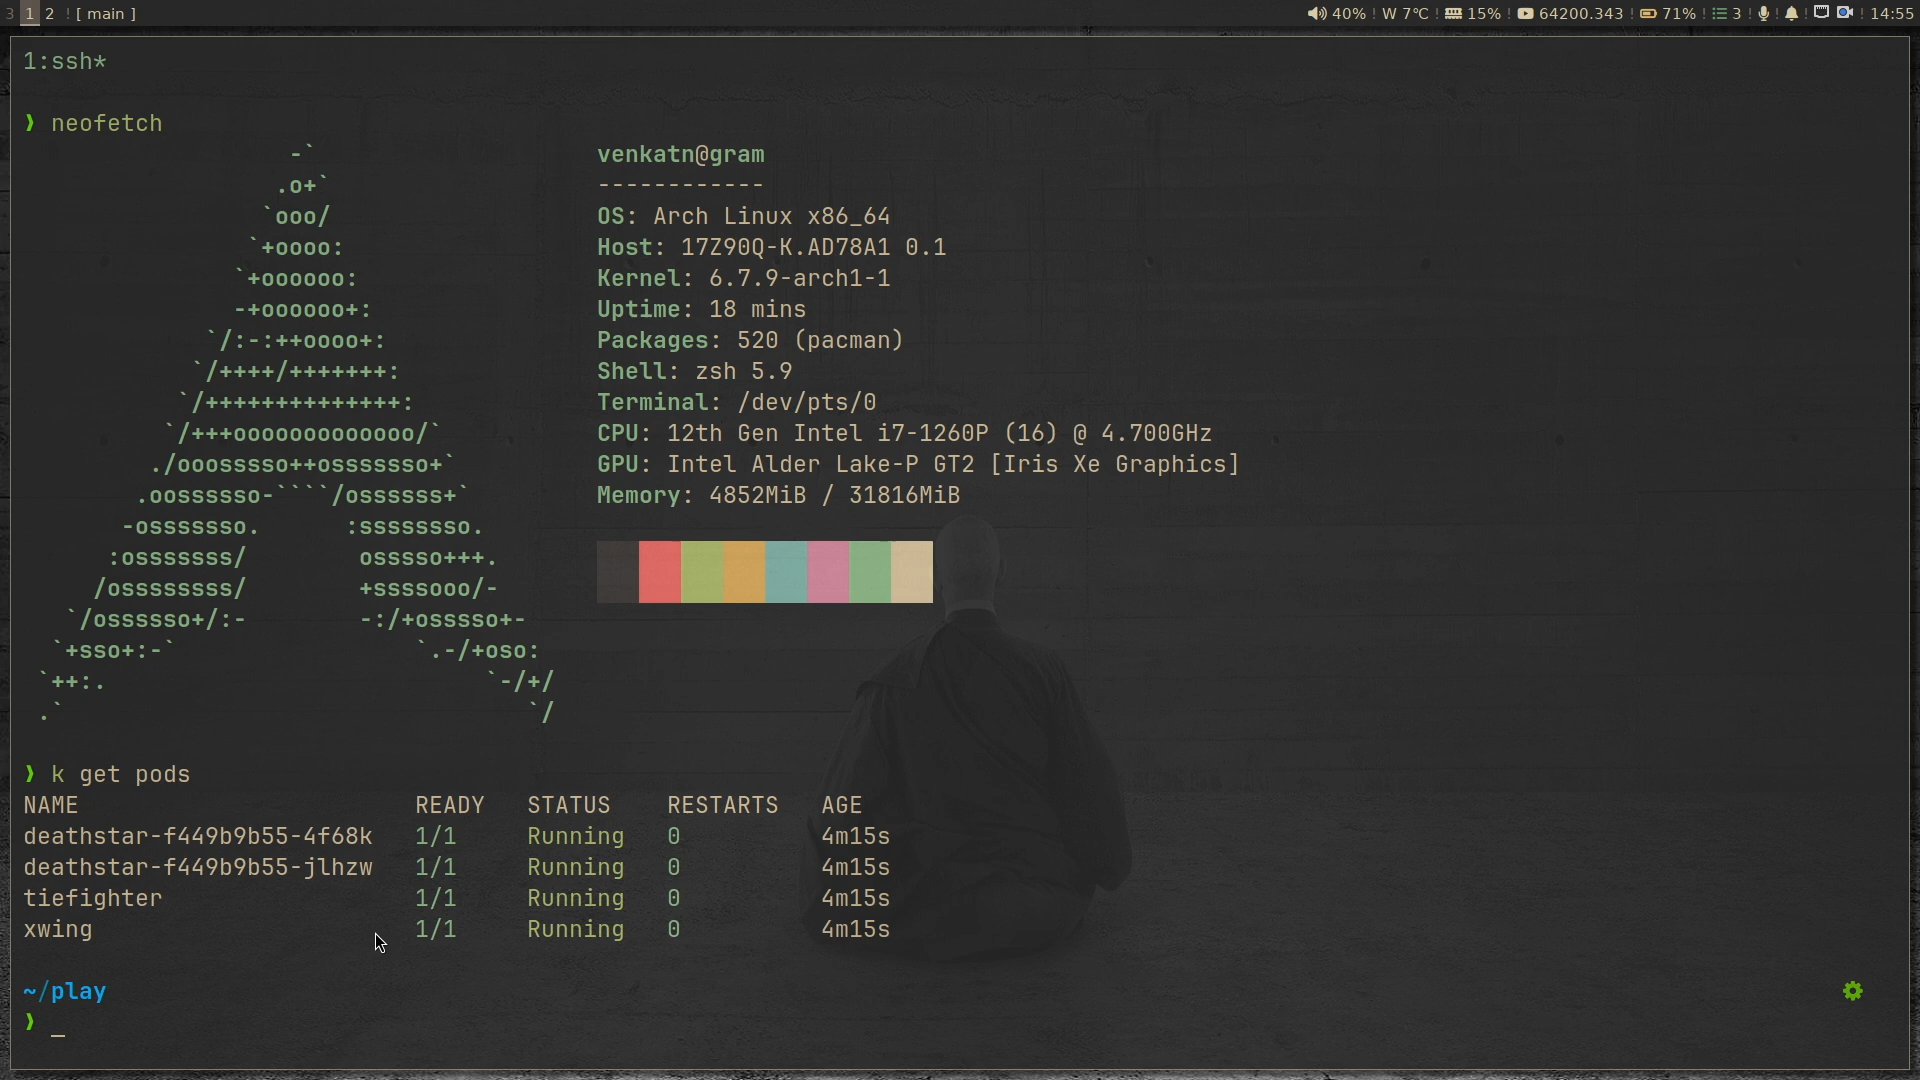 3 1 2 ! [ main ] 40% ! W 7℃ ! 15% ! 64200.343 ! 71% ! 3 ! ! ! ! 14:55
1:ssh*
❱ neofetch
                   -`                    venkatn@gram
                  .o+`                   ------------
                 `ooo/                   OS: Arch Linux x86_64
                `+oooo:                  Host: 17Z90Q-K.AD78A1 0.1
               `+oooooo:                 Kernel: 6.7.9-arch1-1
               -+oooooo+:                Uptime: 18 mins
             `/:-:++oooo+:               Packages: 520 (pacman)
            `/++++/+++++++:              Shell: zsh 5.9
           `/++++++++++++++:             Terminal: /dev/pts/0
          `/+++ooooooooooooo/`           CPU: 12th Gen Intel i7-1260P (16) @ 4.700GHz
         ./ooosssso++osssssso+`          GPU: Intel Alder Lake-P GT2 [Iris Xe Graphics]
        .oossssso-````/ossssss+`         Memory: 4852MiB / 31816MiB
       -osssssso.      :ssssssso.
      :osssssss/        osssso+++.
     /ossssssss/        +ssssooo/-
   `/ossssso+/:-        -:/+osssso+-
  `+sso+:-`                 `.-/+oso:
 `++:.                           `-/+/
 .`                                 `/
❱ k get pods
NAME                        READY   STATUS    RESTARTS   AGE
deathstar-f449b9b55-4f68k   1/1     Running   0          4m15s
deathstar-f449b9b55-jlhzw   1/1     Running   0          4m15s
tiefighter                  1/1     Running   0          4m15s
xwing                       1/1     Running   0          4m15s
~/play
❱ _